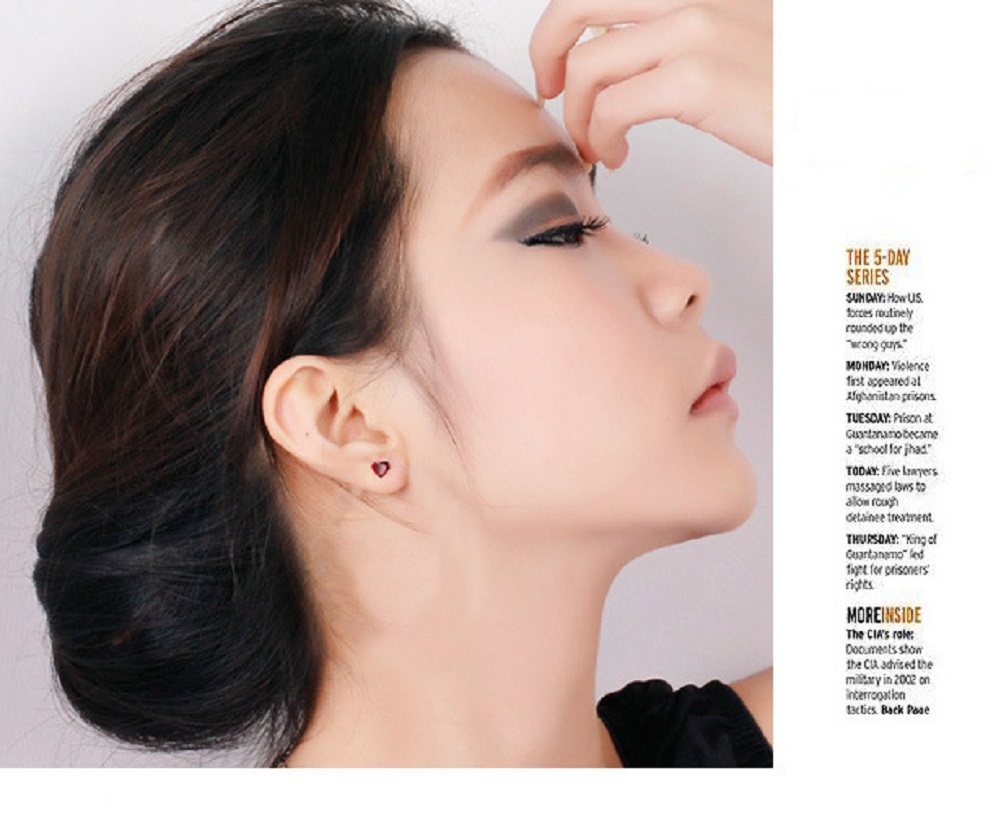 THE 5-DAY
SERIES
SUNDAY: How U.S.
forces routinely
rounded up the
"wrong guys."
MONDAY: Violence
first appeared at
Afghanistan prisons.
TUESDAY: Prison at
Guantanamo became
a "school for jihad."
TODAY: Five lawyers
massaged laws to
allow rough
detainee treatment.
THURSDAY: "King of
Guantanamo" led
fight for prisoners'
rights.
MOREINSIDE
The CIA's role:
Documents show
the CIA advised the
military in 2002 on
interrogation
tactics. Back Page